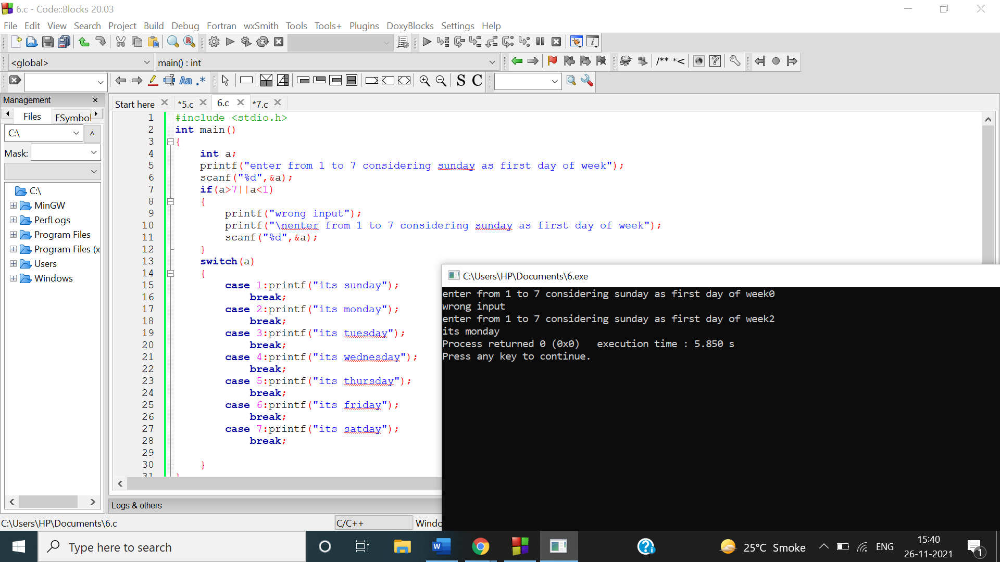 6.c - Code::Blocks 20.03
File Edit View Search Project Build Debug Fortran wxSmith Tools Tools+ Plugins DoxyBlocks Settings Help
<global> main() : int /** *<
Aa .* S C
Management
Files FSymbol
C:\
Mask:
C:\
MinGW
PerfLogs
Program Files
Program Files (x
Users
Windows
Start here *5.c 6.c *7.c
1 #include <stdio.h>
2 int main()
3 {
4 int a;
5 printf("enter from 1 to 7 considering sunday as first day of week");
6 scanf("%d",&a);
7 if(a>7||a<1)
8 {
9 printf("wrong input");
10 printf("\nenter from 1 to 7 considering sunday as first day of week");
11 scanf("%d",&a);
12 }
13 switch(a)
14 {
15 case 1:printf("its sunday");
16 break;
17 case 2:printf("its monday");
18 break;
19 case 3:printf("its tuesday");
20 break;
21 case 4:printf("its wednesday");
22 break;
23 case 5:printf("its thursday");
24 break;
25 case 6:printf("its friday");
26 break;
27 case 7:printf("its satday");
28 break;
29
30 }
31 }
C:\Users\HP\Documents\6.exe
enter from 1 to 7 considering sunday as first day of week0
wrong input
enter from 1 to 7 considering sunday as first day of week2
its monday
Process returned 0 (0x0) execution time : 5.850 s
Press any key to continue.
Logs & others
C:\Users\HP\Documents\6.c C/C++ Windo
Type here to search
25°C Smoke ENG 15:40
26-11-2021
1